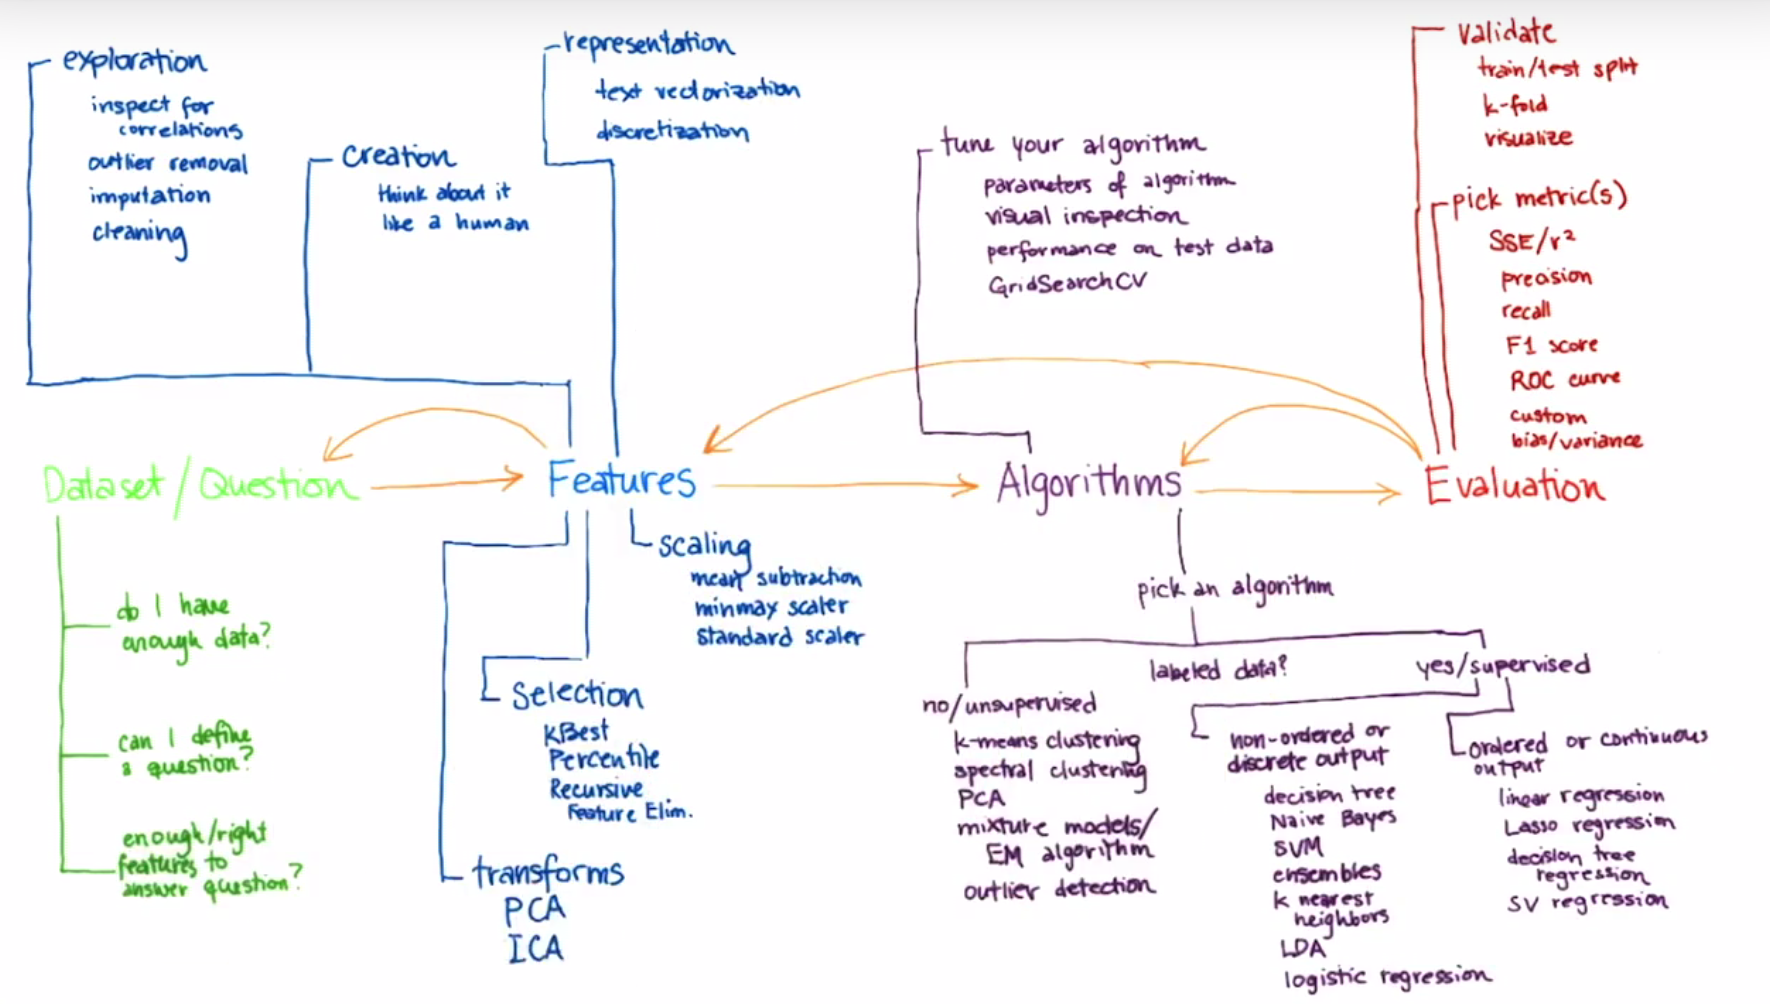 exploration
inspect for
correlations
outlier removal
imputation
cleaning
creation
think about it
like a human
representation
text vectorization
discretization
tune your algorithm
parameters of algorithm
visual inspection
performance on test data
GridSearchCV
validate
train/test split
k-fold
visualize
pick metric(s)
SSE/r²
precision
recall
F1 score
ROC curve
custom
bias/variance
Dataset/Question
Features
Algorithms
Evaluation
do I have
enough data?
can I define
a question?
enough/right
features to
answer question?
scaling
mean subtraction
minmax scaler
standard scaler
selection
KBest
Percentile
Recursive
Feature Elim.
transforms
PCA
ICA
pick an algorithm
labeled data?
no/unsupervised
k-means clustering
spectral clustering
PCA
mixture models/
EM algorithm
outlier detection
yes/supervised
non-ordered or
discrete output
decision tree
Naive Bayes
SVM
ensembles
k nearest
neighbors
LDA
logistic regression
ordered or continuous
output
linear regression
Lasso regression
decision tree
regression
SV regression